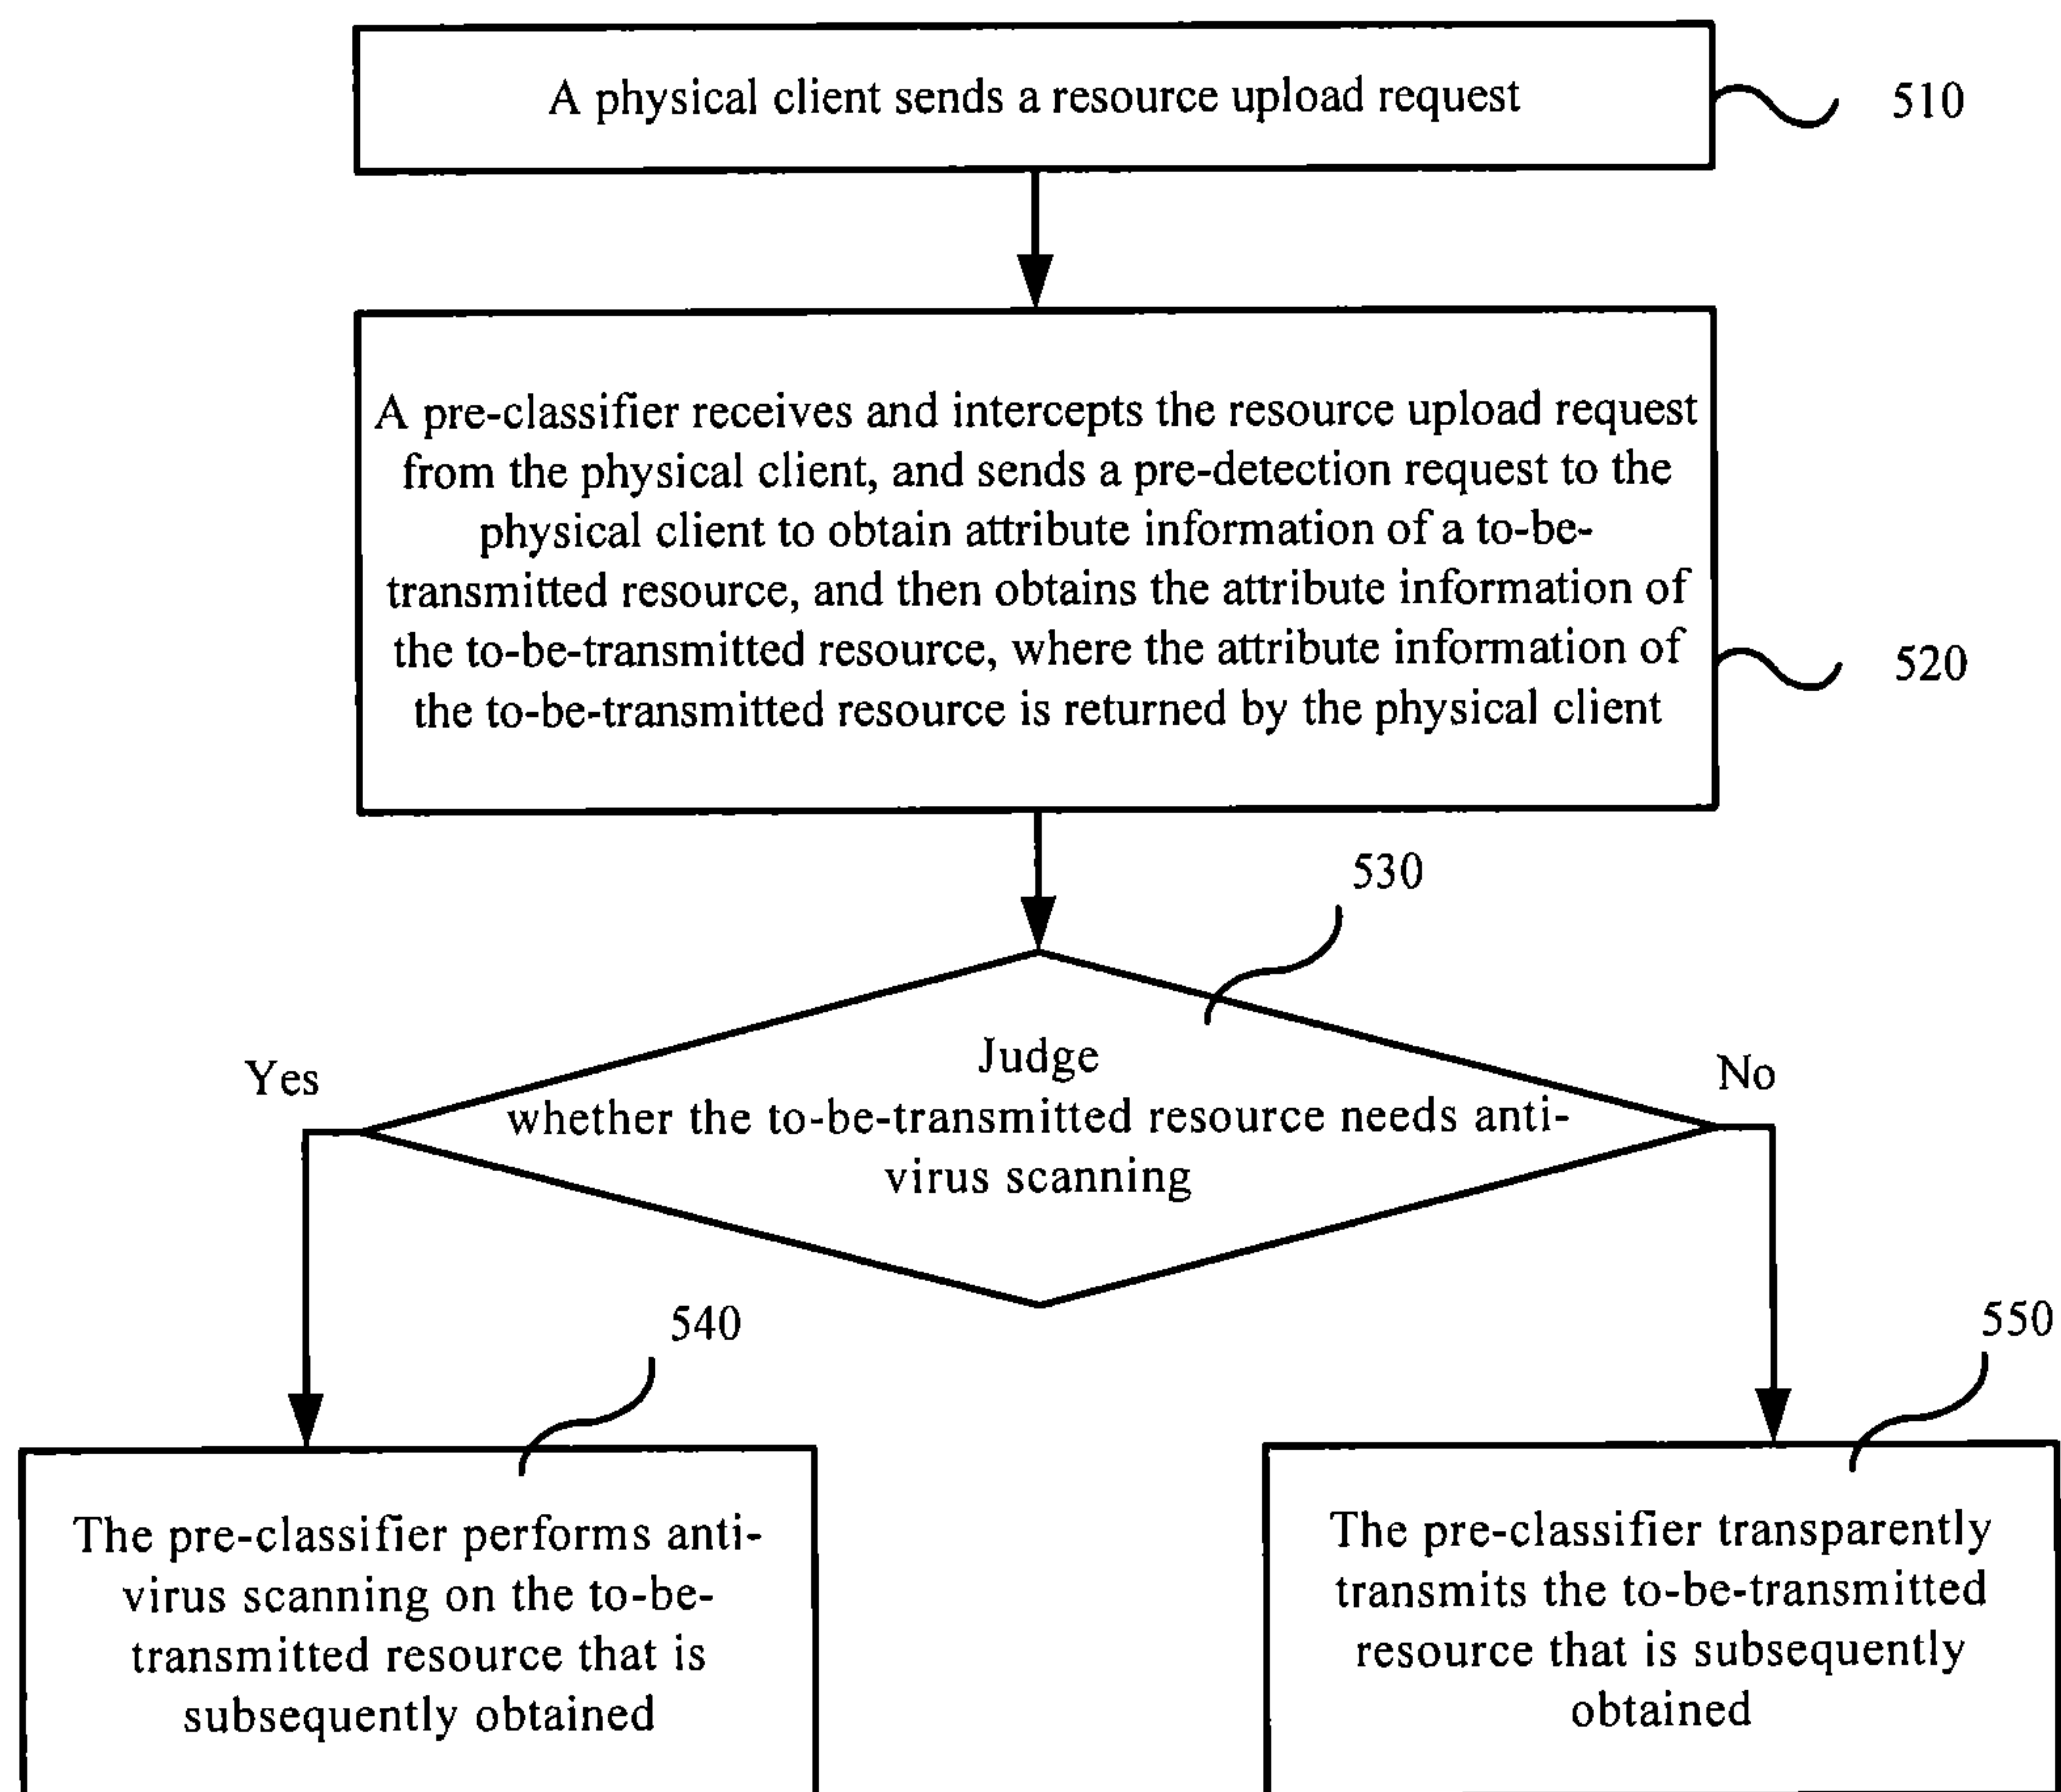 A physical client sends a resource upload request
510
A pre-classifier receives and intercepts the resource upload request
from the physical client, and sends a pre-detection request to the
physical client to obtain attribute information of a to-be-
transmitted resource, and then obtains the attribute information of
the to-be-transmitted resource, where the attribute information of
the to-be-transmitted resource is returned by the physical client
520
530
Judge
whether the to-be-transmitted resource needs anti-
virus scanning
Yes
No
540
The pre-classifier performs anti-
virus scanning on the to-be-
transmitted resource that is
subsequently obtained
550
The pre-classifier transparently
transmits the to-be-transmitted
resource that is subsequently
obtained